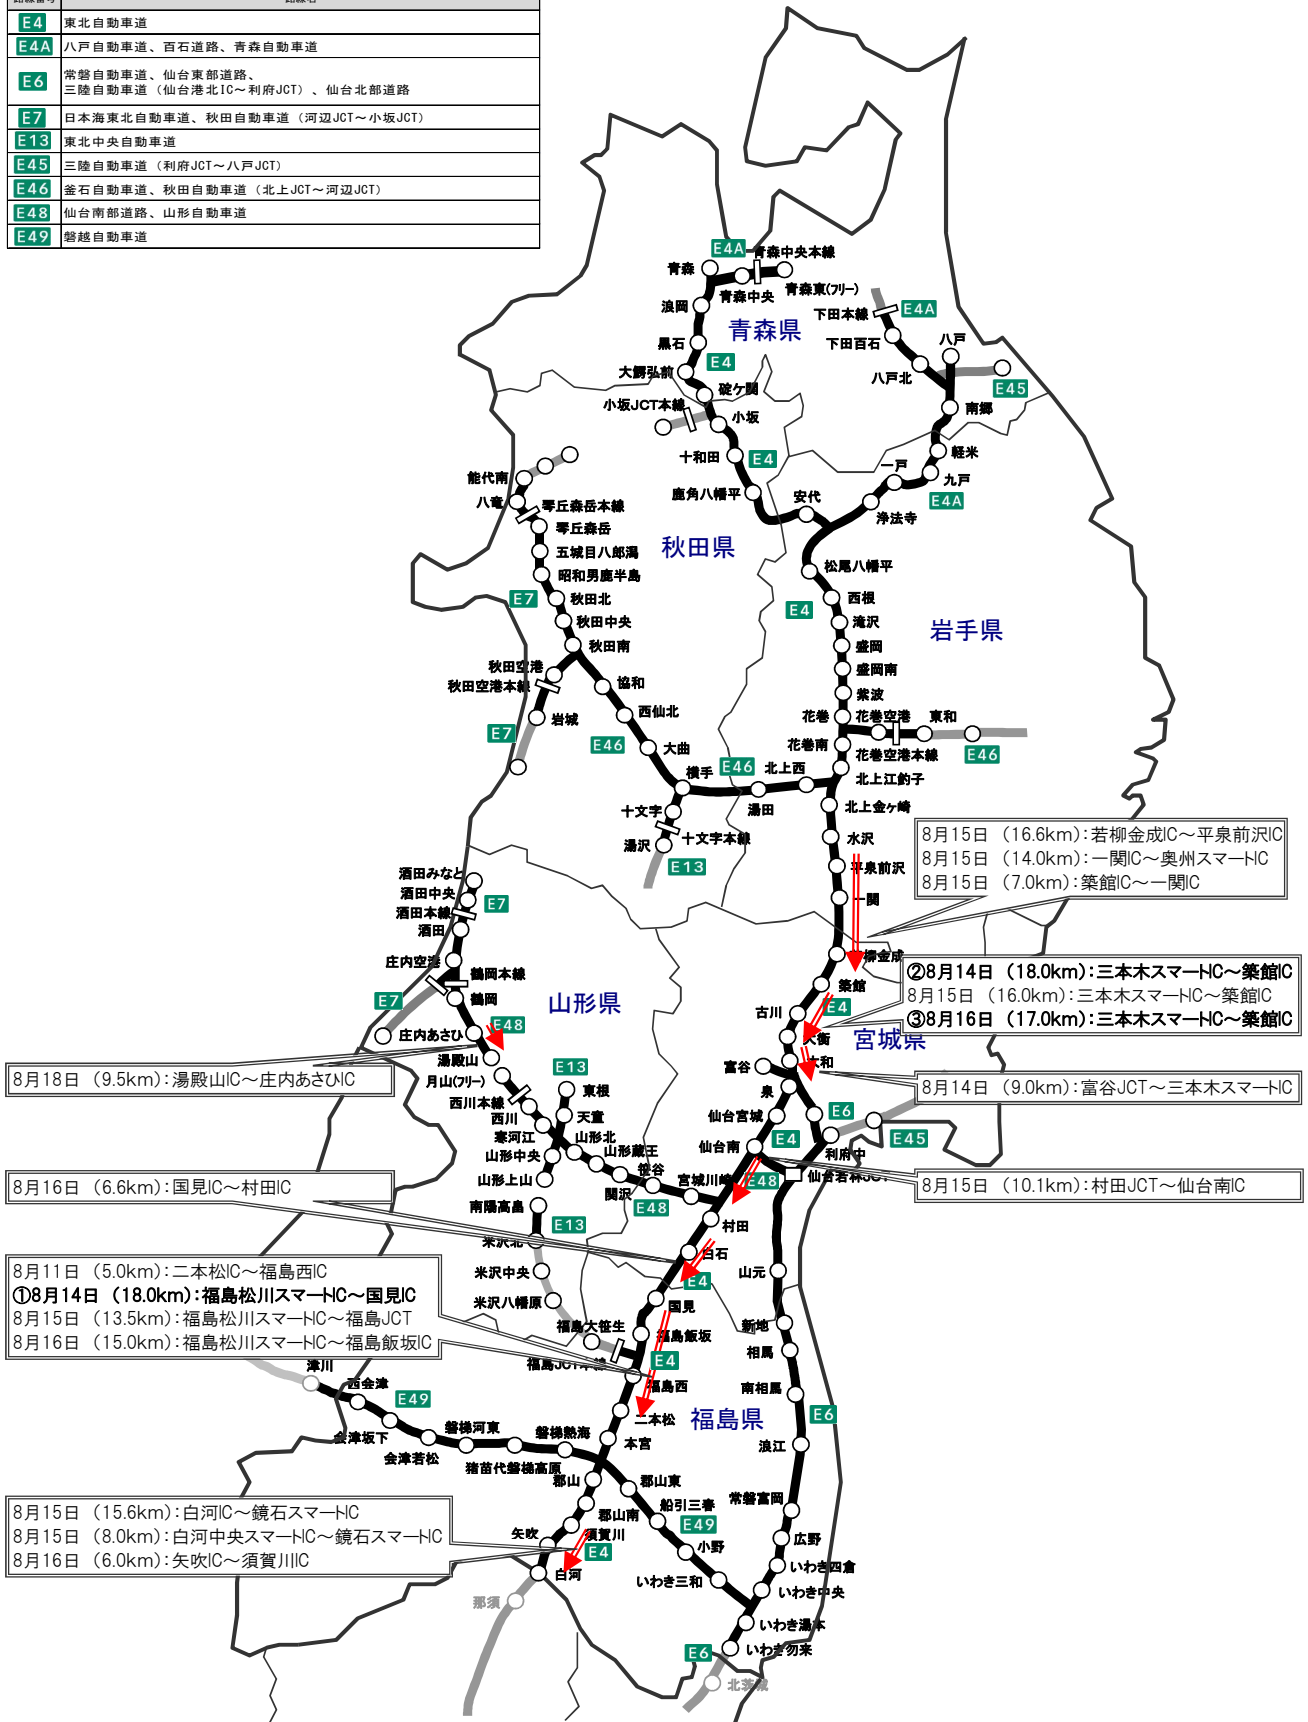 E4 東北自動車道
E4A 八戸自動車道、百石道路、青森自動車道
E6 常磐自動車道、仙台東部道路、
三陸自動車道（仙台港北IC～利府JCT）、仙台北部道路
E7 日本海東北自動車道、秋田自動車道（河辺JCT～小坂JCT）
E13 東北中央自動車道
E45 三陸自動車道（利府JCT～八戸JCT）
E46 釜石自動車道、秋田自動車道（北上JCT～河辺JCT）
E48 仙台南部道路、山形自動車道
E49 磐越自動車道
E4A
青森中央本線
青森
青森中央
青森東(フリー)
浪岡
青森県
下田本線
E4A
黒石
下田百石
八戸
E4
大鰐弘前
八戸北
碇ケ関
E45
小坂JCT本線
小坂
南郷
十和田
E4
軽米
一戸
九戸
能代南
鹿角八幡平
安代
E4A
八竜
琴丘森岳本線
浄法寺
琴丘森岳
秋田県
五城目八郎潟
昭和男鹿半島
松尾八幡平
E7
秋田北
E4
西根
秋田中央
滝沢
岩手県
秋田南
盛岡
秋田空港
盛岡南
秋田空港本線
協和
紫波
岩城
西仙北
花巻
花巻空港
東和
E7
E46
大曲
花巻南
花巻空港本線
E46
横手
E46
北上西
北上江釣子
湯田
北上金ヶ崎
十文字
十文字本線
水沢
湯沢
E13
平泉前沢
8月15日 （16.6km）：若柳金成IC～平泉前沢IC
8月15日 （14.0km）：一関IC～奥州スマートIC
8月15日 （7.0km）：築館IC～一関IC
酒田みなと
酒田中央
E7
酒田本線
一関
酒田
庄内空港
鶴岡本線
柳金成
②8月14日 （18.0km）：三本木スマートIC～築館IC
8月15日 （16.0km）：三本木スマートIC～築館IC
③8月16日 （17.0km）：三本木スマートIC～築館IC
鶴岡
E7
山形県
築館
E4
古川
庄内あさひ
E48
大衡
宮城県
湯殿山
大和
富谷
8月18日 （9.5km）：湯殿山IC～庄内あさひIC
月山(フリー)
E13
東根
泉
8月14日 （9.0km）：富谷JCT～三本木スマートIC
西川本線
西川
天童
仙台宮城
E6
寒河江
山形北
E4
E45
山形中央
山形蔵王
仙台南
利府中
山形上山
笹谷
宮城川崎
関沢
E48
E48
仙台若林JCT
8月15日 （10.1km）：村田JCT～仙台南IC
8月16日 （6.6km）：国見IC～村田IC
南陽高畠
E13
村田
米沢北
白石
米沢中央
E4
山元
8月11日 （5.0km）：二本松IC～福島西IC
①8月14日 （18.0km）：福島松川スマートIC～国見IC
8月15日 （13.5km）：福島松川スマートIC～福島JCT
8月16日 （15.0km）：福島松川スマートIC～福島飯坂IC
米沢八幡原
国見
福島大笹生
福島飯坂
新地
福島JCT本線
E4
相馬
津川
福島西
西会津
南相馬
E49
二本松
福島県
E6
会津坂下
磐梯河東
磐梯熱海
本宮
浪江
会津若松
猪苗代磐梯高原
郡山
郡山東
船引三春
常磐富岡
郡山南
E49
8月15日 （15.6km）：白河IC～鏡石スマートIC
8月15日 （8.0km）：白河中央スマートIC～鏡石スマートIC
8月16日 （6.0km）：矢吹IC～須賀川IC
矢吹
須賀川
広野
E4
小野
白河
いわき三和
いわき四倉
いわき中央
那須
いわき湯本
E6
いわき勿来
北茨城